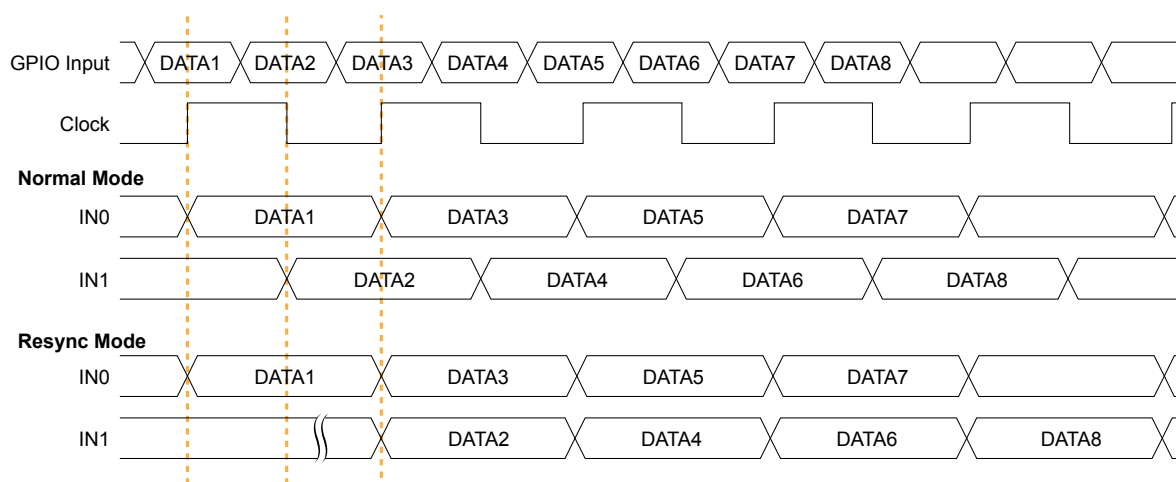 GPIO Input DATA1 DATA2 DATA3 DATA4 DATA5 DATA6 DATA7 DATA8
Clock
Normal Mode
IN0 DATA1 DATA3 DATA5 DATA7
IN1 DATA2 DATA4 DATA6 DATA8
Resync Mode
IN0 DATA1 DATA3 DATA5 DATA7
IN1 DATA2 DATA4 DATA6 DATA8